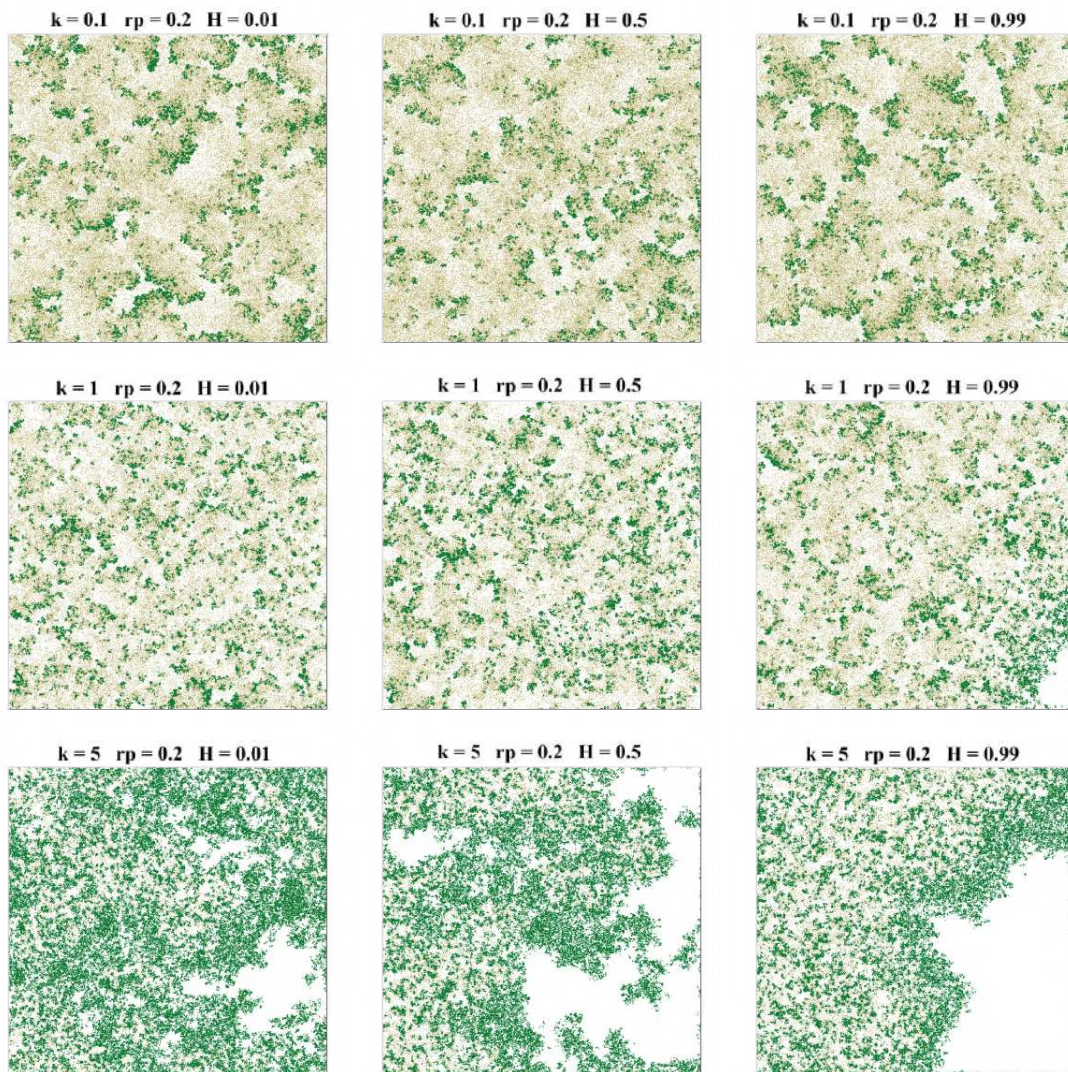 k = 0.1 rp = 0.2 H = 0.01
k = 0.1 rp = 0.2 H = 0.5
k = 0.1 rp = 0.2 H = 0.99
k = 1 rp = 0.2 H = 0.01
k = 1 rp = 0.2 H = 0.5
k = 1 rp = 0.2 H = 0.99
k = 5 rp = 0.2 H = 0.01
k = 5 rp = 0.2 H = 0.5
k = 5 rp = 0.2 H = 0.99